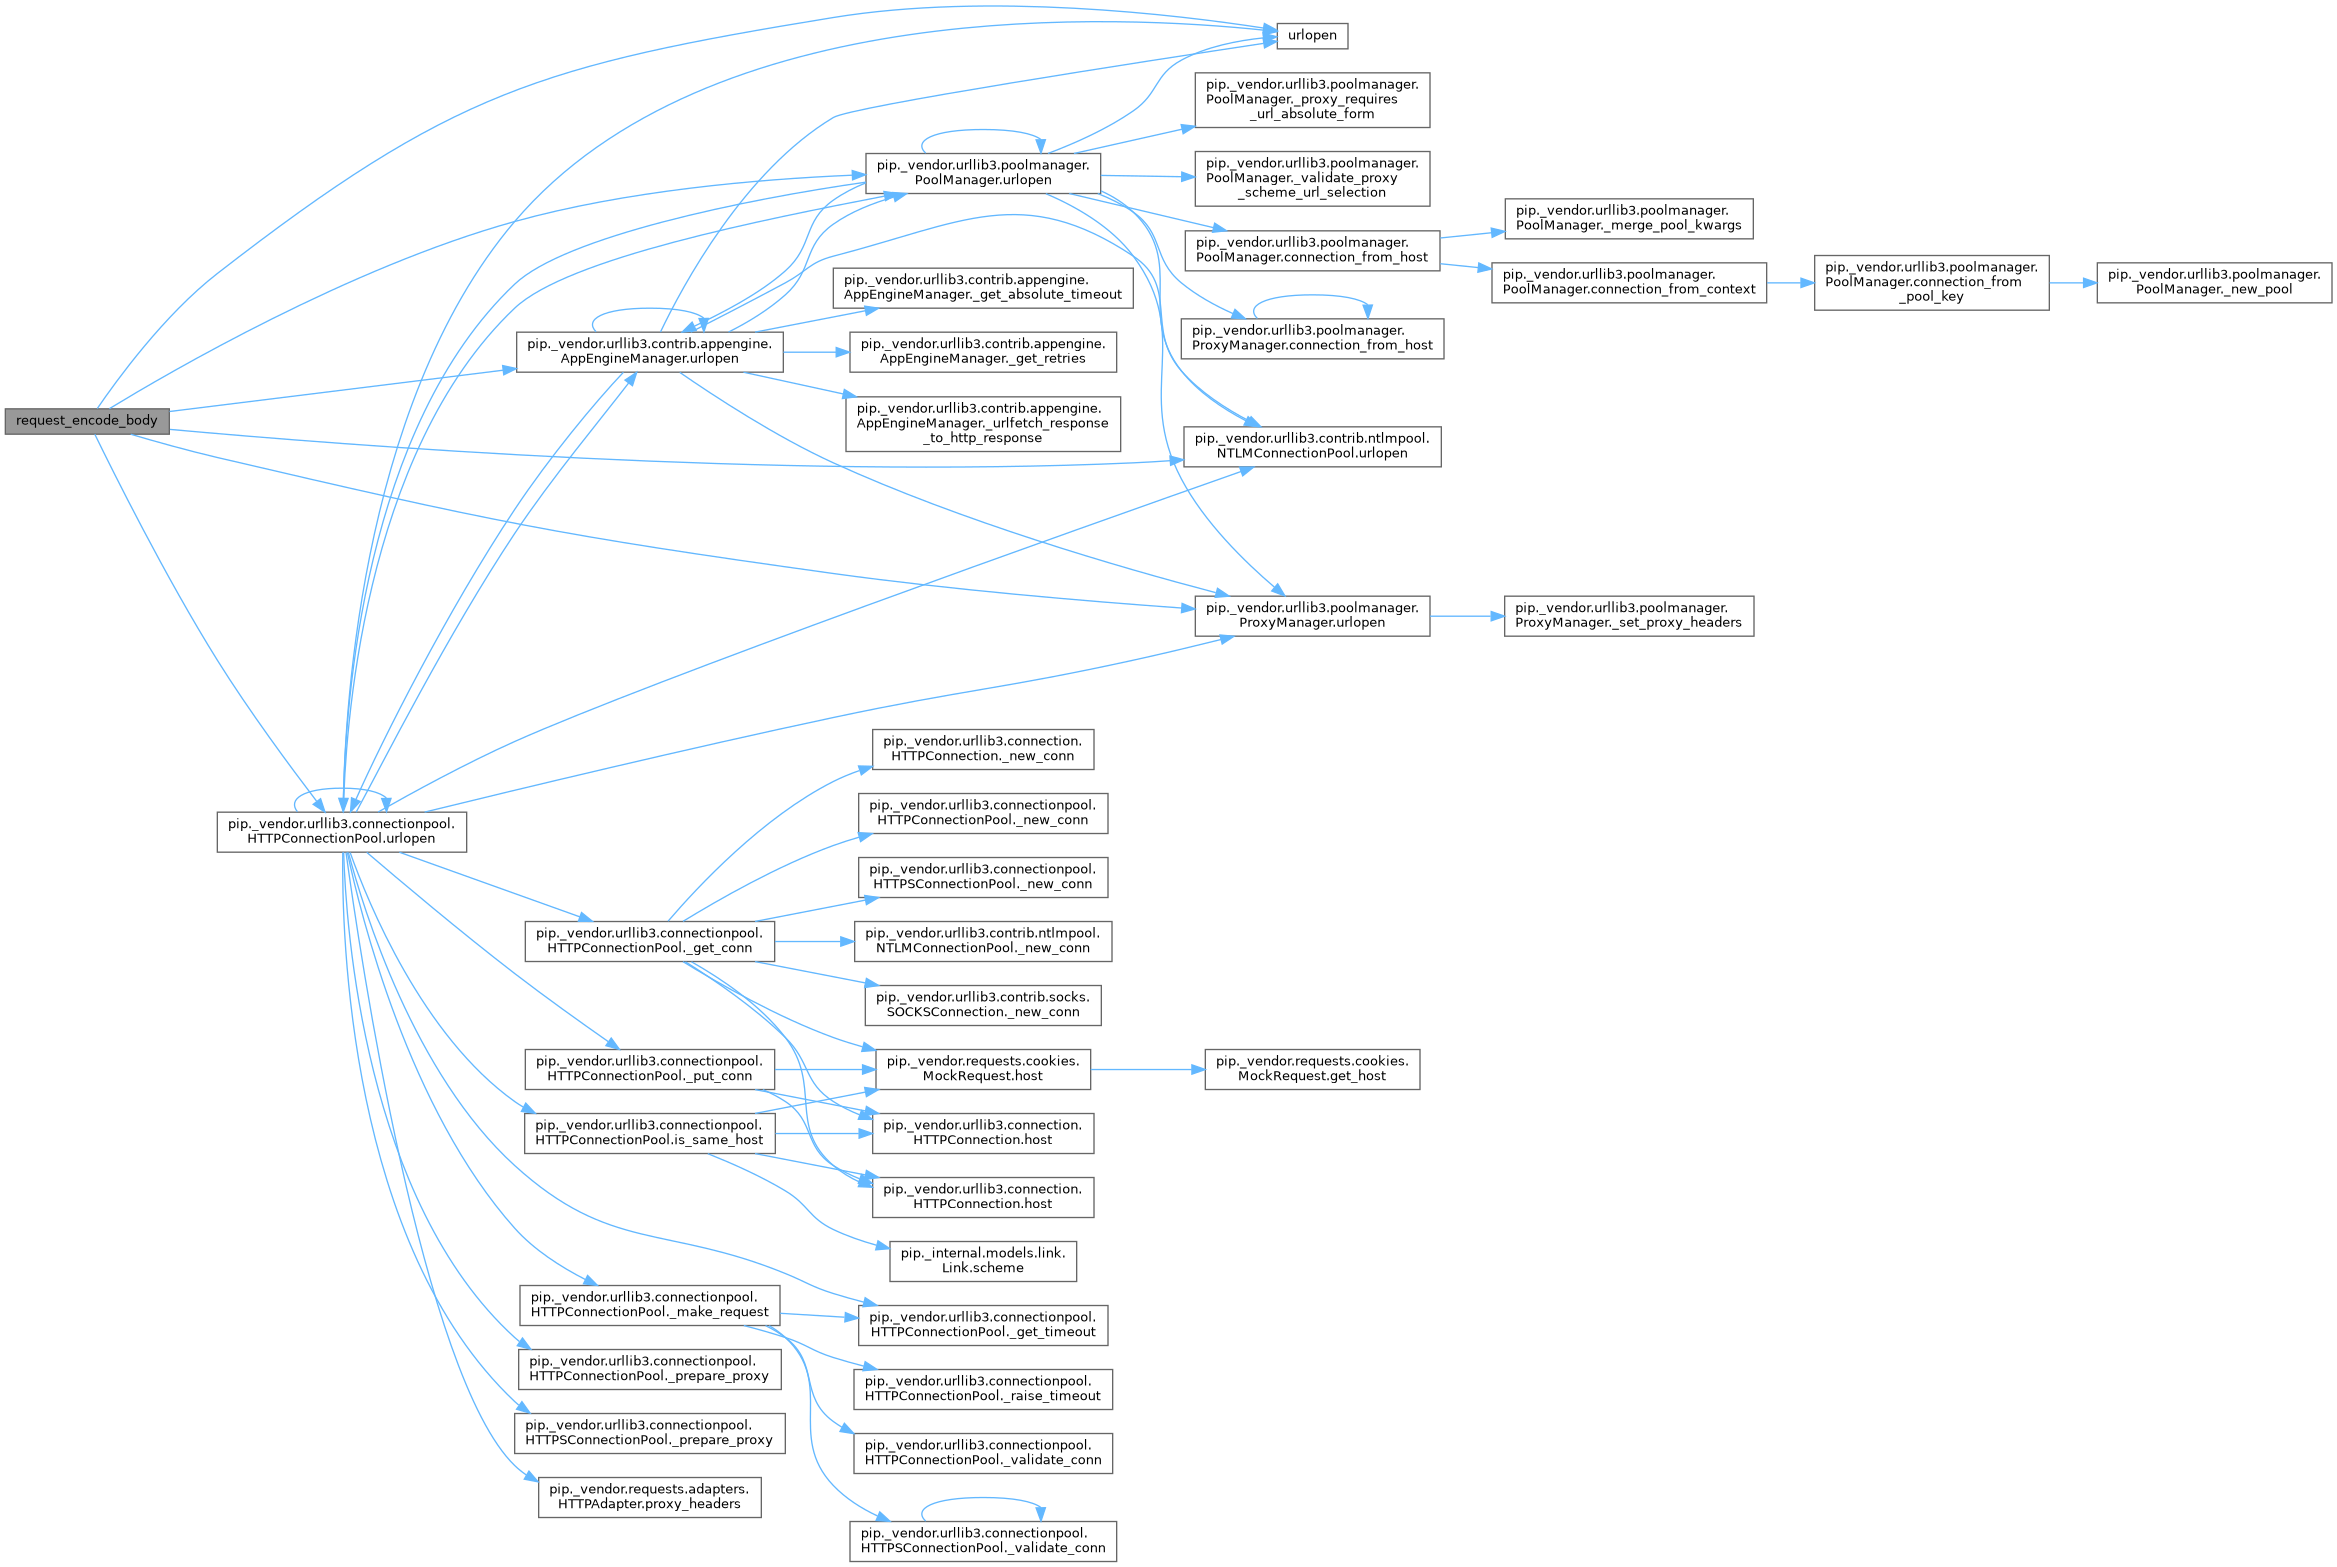 urlopen
pip._vendor.urllib3.poolmanager.
PoolManager._proxy_requires
_url_absolute_form
pip._vendor.urllib3.poolmanager.
PoolManager.urlopen
pip._vendor.urllib3.poolmanager.
PoolManager._validate_proxy
_scheme_url_selection
pip._vendor.urllib3.poolmanager.
PoolManager._merge_pool_kwargs
pip._vendor.urllib3.poolmanager.
PoolManager.connection_from_host
pip._vendor.urllib3.poolmanager.
PoolManager.connection_from_context
pip._vendor.urllib3.poolmanager.
PoolManager.connection_from
_pool_key
pip._vendor.urllib3.poolmanager.
PoolManager._new_pool
pip._vendor.urllib3.contrib.appengine.
AppEngineManager._get_absolute_timeout
pip._vendor.urllib3.poolmanager.
ProxyManager.connection_from_host
pip._vendor.urllib3.contrib.appengine.
AppEngineManager.urlopen
pip._vendor.urllib3.contrib.appengine.
AppEngineManager._get_retries
request_encode_body
pip._vendor.urllib3.contrib.appengine.
AppEngineManager._urlfetch_response
_to_http_response
pip._vendor.urllib3.contrib.ntlmpool.
NTLMConnectionPool.urlopen
pip._vendor.urllib3.poolmanager.
ProxyManager.urlopen
pip._vendor.urllib3.poolmanager.
ProxyManager._set_proxy_headers
pip._vendor.urllib3.connection.
HTTPConnection._new_conn
pip._vendor.urllib3.connectionpool.
HTTPConnectionPool._new_conn
pip._vendor.urllib3.connectionpool.
HTTPConnectionPool.urlopen
pip._vendor.urllib3.connectionpool.
HTTPSConnectionPool._new_conn
pip._vendor.urllib3.connectionpool.
HTTPConnectionPool._get_conn
pip._vendor.urllib3.contrib.ntlmpool.
NTLMConnectionPool._new_conn
pip._vendor.urllib3.contrib.socks.
SOCKSConnection._new_conn
pip._vendor.urllib3.connectionpool.
HTTPConnectionPool._put_conn
pip._vendor.requests.cookies.
MockRequest.host
pip._vendor.requests.cookies.
MockRequest.get_host
pip._vendor.urllib3.connectionpool.
HTTPConnectionPool.is_same_host
pip._vendor.urllib3.connection.
HTTPConnection.host
pip._vendor.urllib3.connection.
HTTPConnection.host
pip._internal.models.link.
Link.scheme
pip._vendor.urllib3.connectionpool.
HTTPConnectionPool._make_request
pip._vendor.urllib3.connectionpool.
HTTPConnectionPool._get_timeout
pip._vendor.urllib3.connectionpool.
HTTPConnectionPool._prepare_proxy
pip._vendor.urllib3.connectionpool.
HTTPConnectionPool._raise_timeout
pip._vendor.urllib3.connectionpool.
HTTPSConnectionPool._prepare_proxy
pip._vendor.urllib3.connectionpool.
HTTPConnectionPool._validate_conn
pip._vendor.requests.adapters.
HTTPAdapter.proxy_headers
pip._vendor.urllib3.connectionpool.
HTTPSConnectionPool._validate_conn